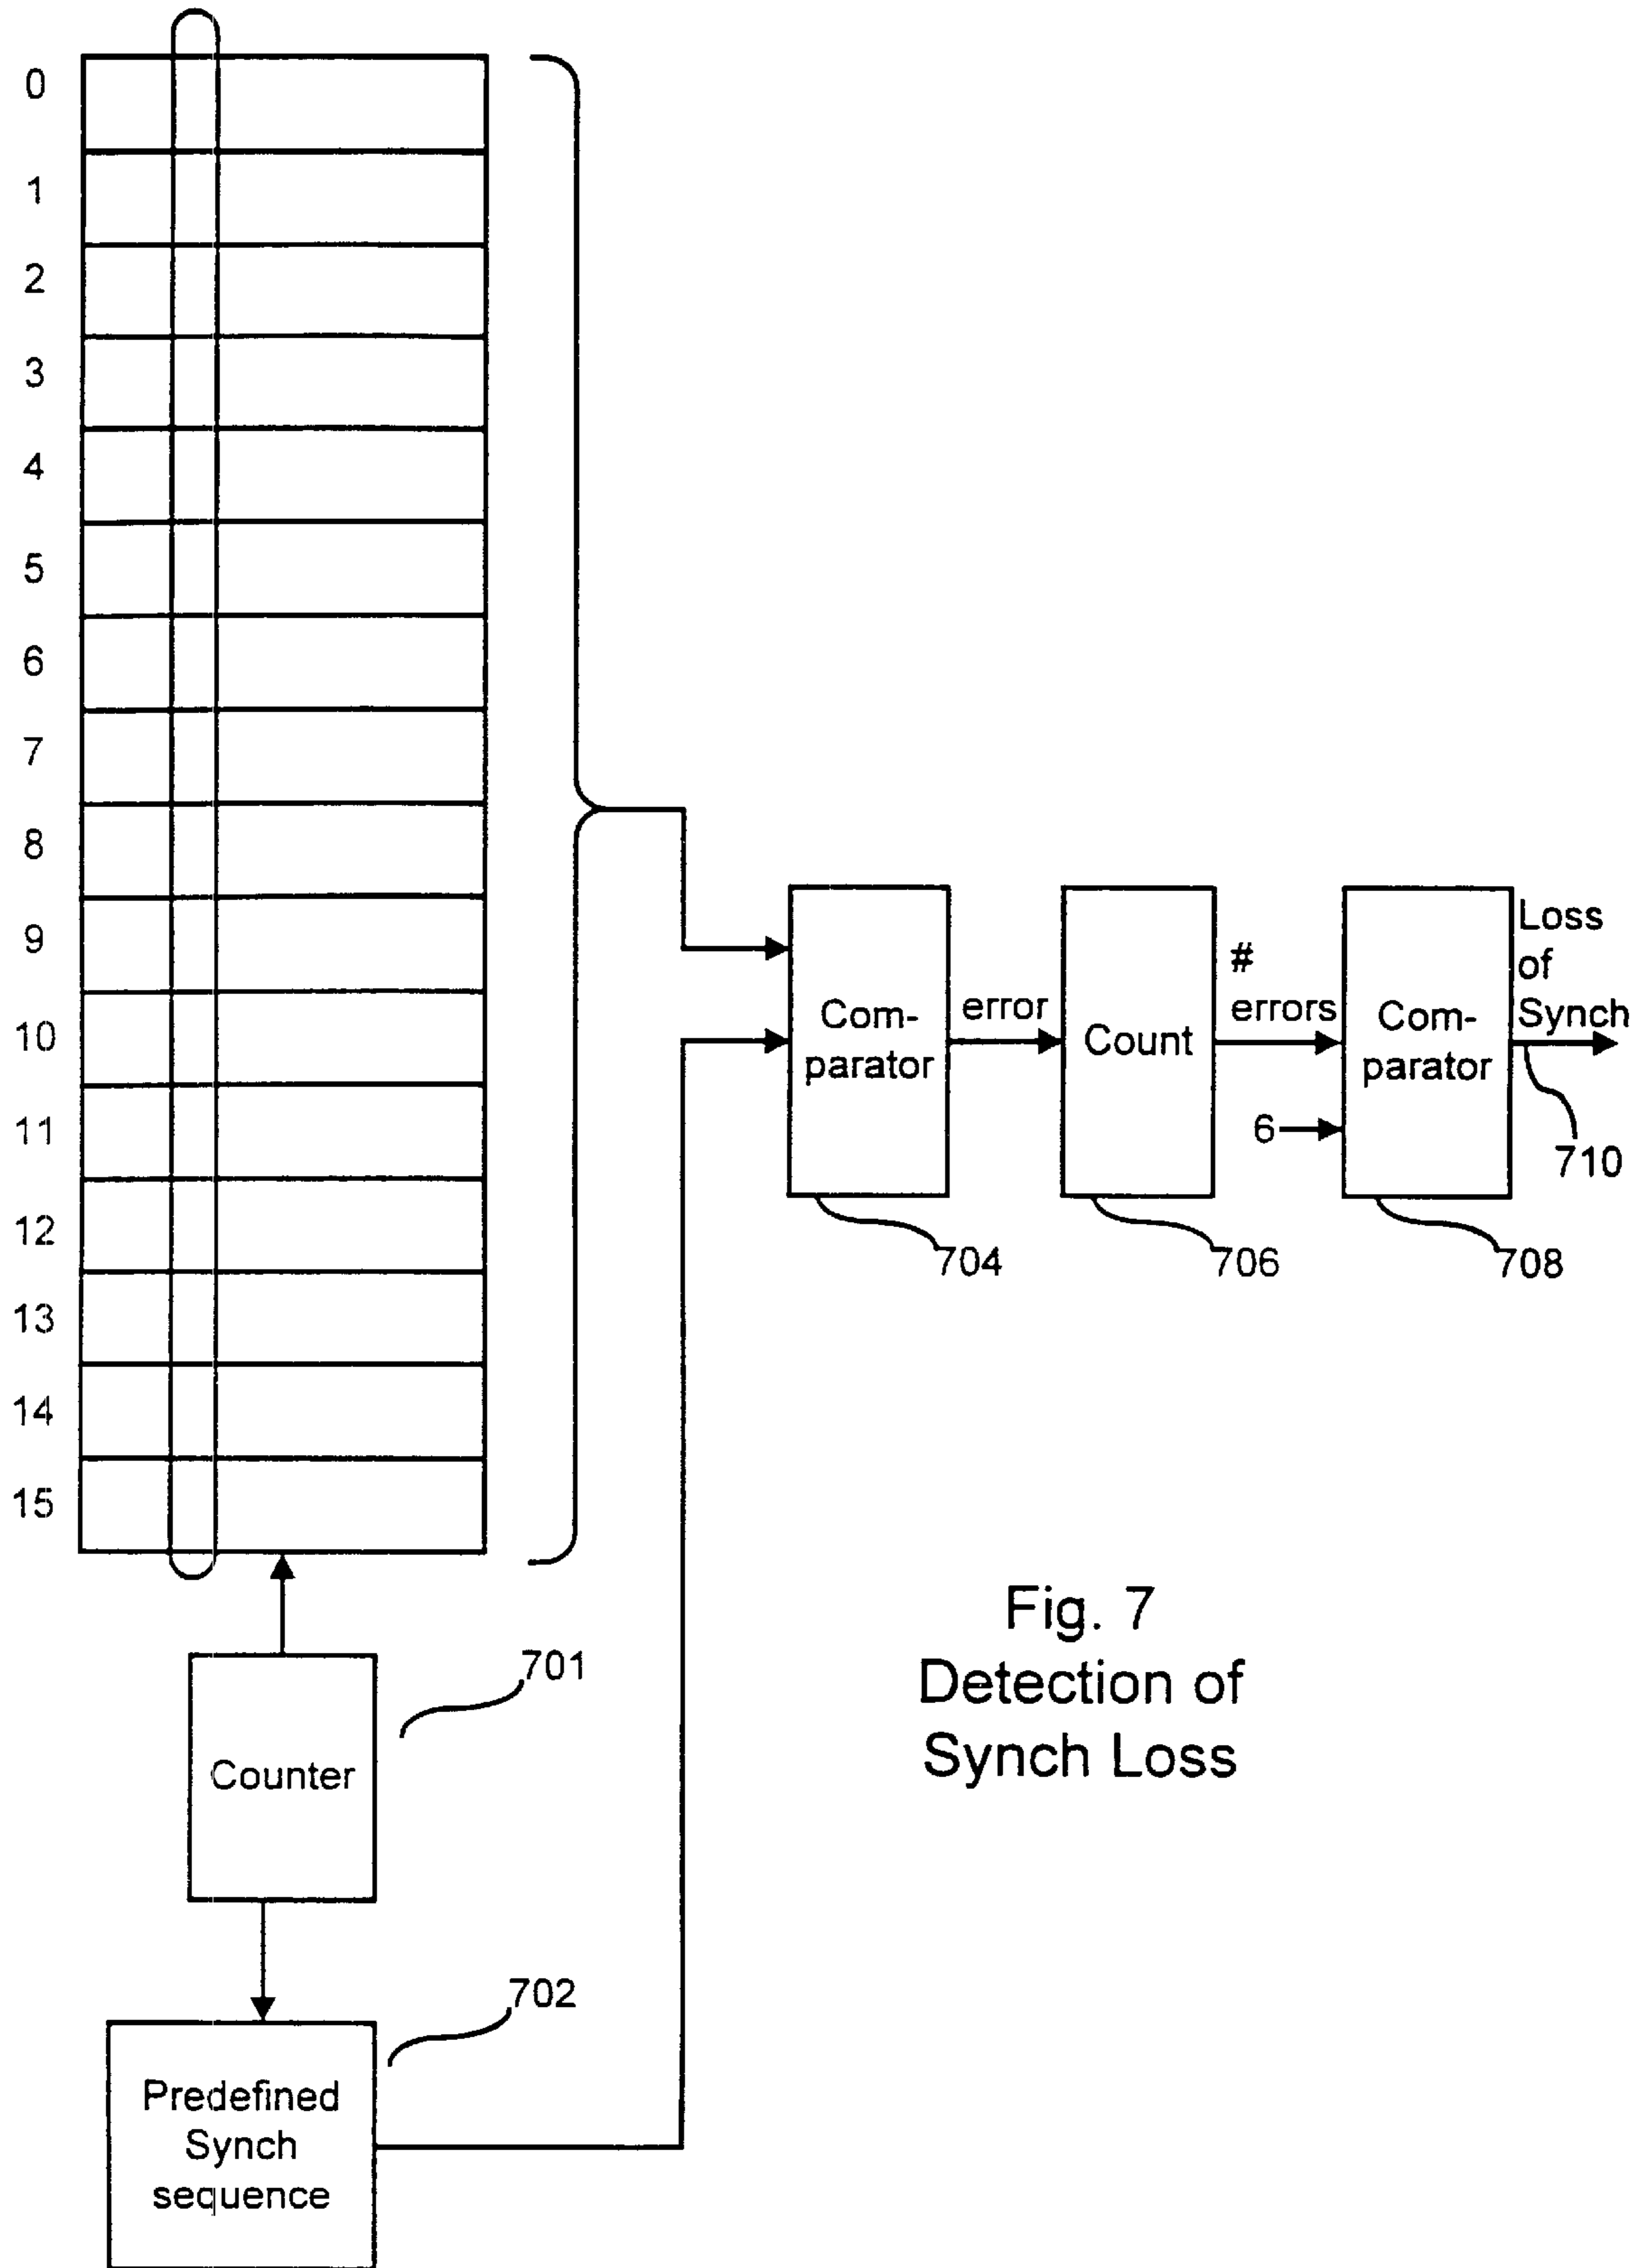 0
1
2
3
4
5
6
7
8
9
10
11
12
13
14
15
Com-
parator
704
error
Count
706
#
errors
6
Com-
parator
708
Loss
of
Synch
710
Counter
701
Predefined
Synch
sequence
702
Fig. 7
Detection of
Synch Loss